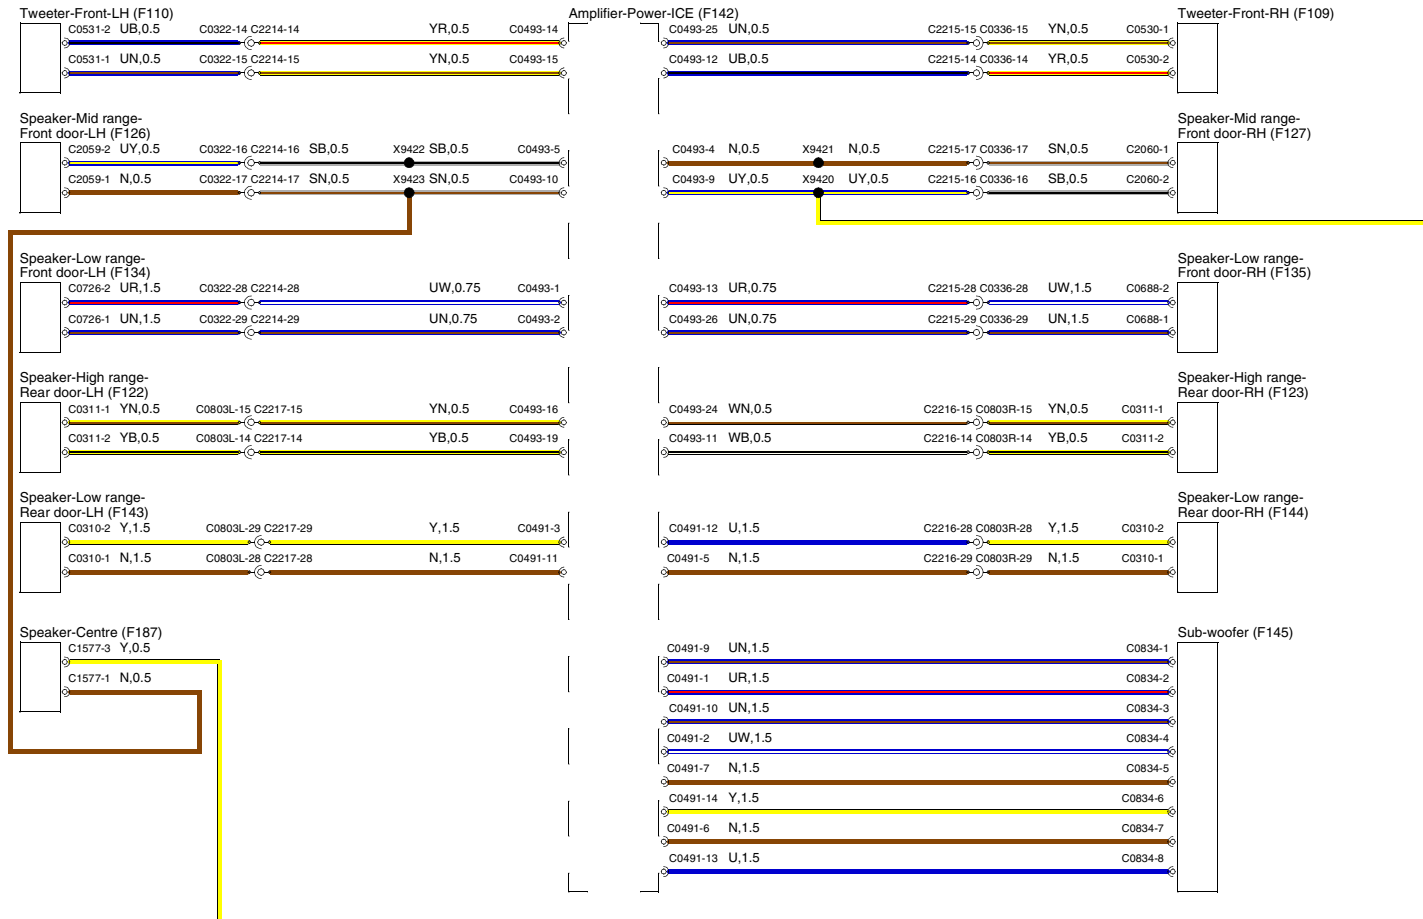 Tweeter-Front-LH (F110) Amplifier-Power-ICE (F142) Tweeter-Front-RH (F109)
C0531-2 UB,0.5 C0322-14 C2214-14 YR,0.5 C0493-14 C0493-25 UN,0.5 C2215-15 C0336-15 YN,0.5 C0530-1
C0531-1 UN,0.5 C0322-15 C2214-15 YN,0.5 C0493-15 C0493-12 UB,0.5 C2215-14 C0336-14 YR,0.5 C0530-2
Speaker-Mid range- Speaker-Mid range-
Front door-LH (F126) Front door-RH (F127)
C2059-2 UY,0.5 C0322-16 C2214-16 SB,0.5 X9422 SB,0.5 C0493-5 C0493-4 N,0.5 X9421 N,0.5 C2215-17 C0336-17 SN,0.5 C2060-1
C2059-1 N,0.5 C0322-17 C2214-17 SN,0.5 X9423 SN,0.5 C0493-10 C0493-9 UY,0.5 X9420 UY,0.5 C2215-16 C0336-16 SB,0.5 C2060-2
Speaker-Low range- Speaker-Low range-
Front door-LH (F134) Front door-RH (F135)
C0726-2 UR,1.5 C0322-28 C2214-28 UW,0.75 C0493-1 C0493-13 UR,0.75 C2215-28 C0336-28 UW,1.5 C0688-2
C0726-1 UN,1.5 C0322-29 C2214-29 UN,0.75 C0493-2 C0493-26 UN,0.75 C2215-29 C0336-29 UN,1.5 C0688-1
Speaker-High range- Speaker-High range-
Rear door-LH (F122) Rear door-RH (F123)
C0311-1 YN,0.5 C0803L-15 C2217-15 YN,0.5 C0493-16 C0493-24 WN,0.5 C2216-15 C0803R-15 YN,0.5 C0311-1
C0311-2 YB,0.5 C0803L-14 C2217-14 YB,0.5 C0493-19 C0493-11 WB,0.5 C2216-14 C0803R-14 YB,0.5 C0311-2
Speaker-Low range- Speaker-Low range-
Rear door-LH (F143) Rear door-RH (F144)
C0310-2 Y,1.5 C0803L-29 C2217-29 Y,1.5 C0491-3 C0491-12 U,1.5 C2216-28 C0803R-28 Y,1.5 C0310-2
C0310-1 N,1.5 C0803L-28 C2217-28 N,1.5 C0491-11 C0491-5 N,1.5 C2216-29 C0803R-29 N,1.5 C0310-1
Speaker-Centre (F187) Sub-woofer (F145)
C1577-3 Y,0.5 C0491-9 UN,1.5 C0834-1
C1577-1 N,0.5 C0491-1 UR,1.5 C0834-2
C0491-10 UN,1.5 C0834-3
C0491-2 UW,1.5 C0834-4
C0491-7 N,1.5 C0834-5
C0491-14 Y,1.5 C0834-6
C0491-6 N,1.5 C0834-7
C0491-13 U,1.5 C0834-8